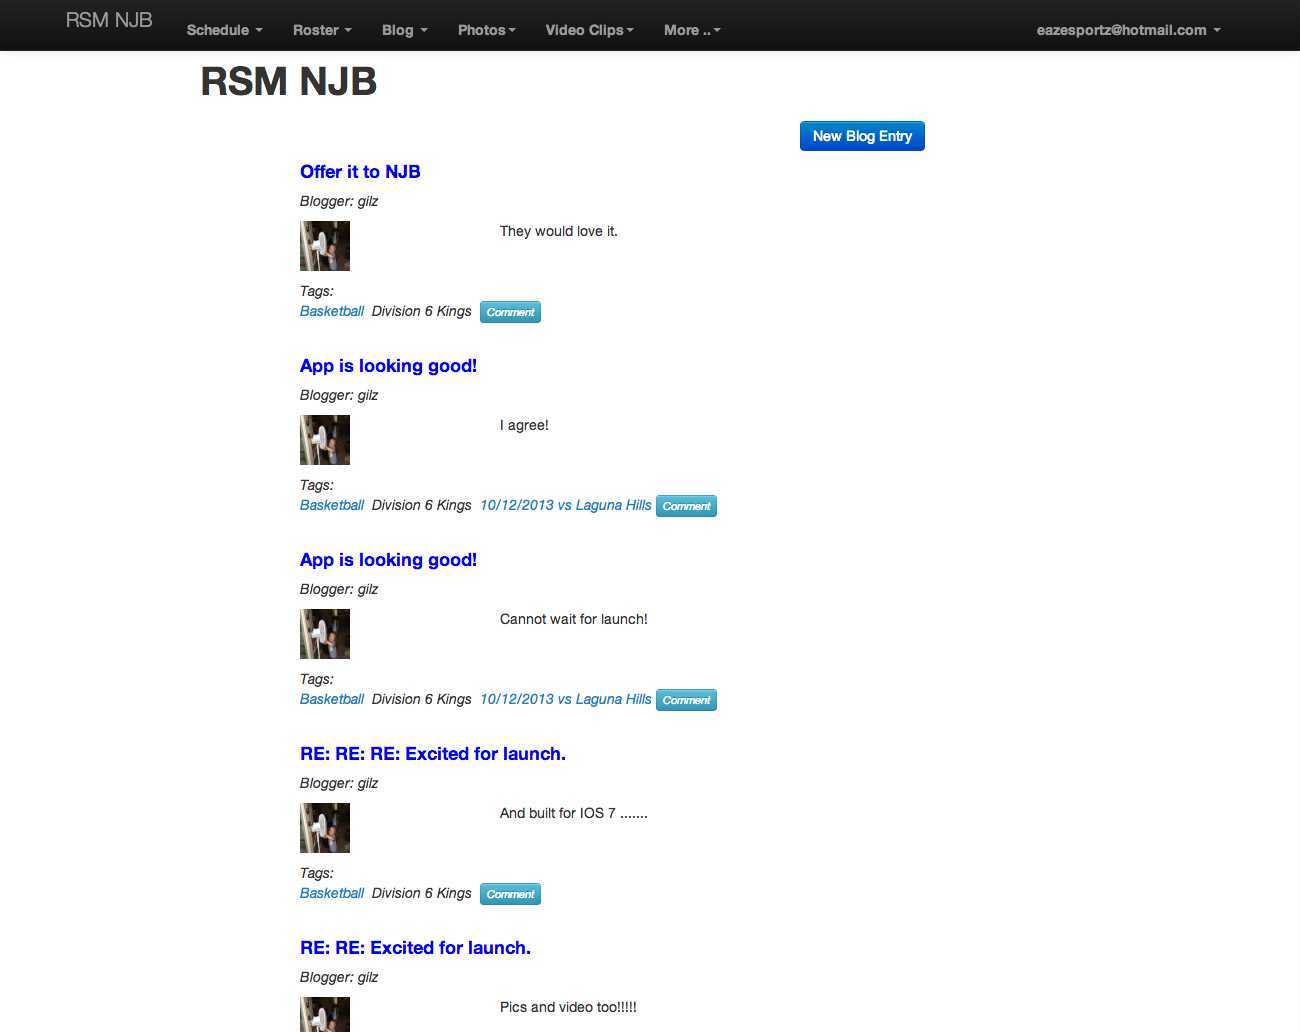 RSM NJB Schedule Roster Blog Photos Video Clips More .. eazesportz@hotmail.com
RSM NJB
New Blog Entry
Offer it to NJB
Blogger: gilz
They would love it.
Tags:
Basketball Division 6 Kings Comment
App is looking good!
Blogger: gilz
I agree!
Tags:
Basketball Division 6 Kings 10/12/2013 vs Laguna Hills Comment
App is looking good!
Blogger: gilz
Cannot wait for launch!
Tags:
Basketball Division 6 Kings 10/12/2013 vs Laguna Hills Comment
RE: RE: RE: Excited for launch.
Blogger: gilz
And built for IOS 7 .......
Tags:
Basketball Division 6 Kings Comment
RE: RE: Excited for launch.
Blogger: gilz
Pics and video too!!!!!